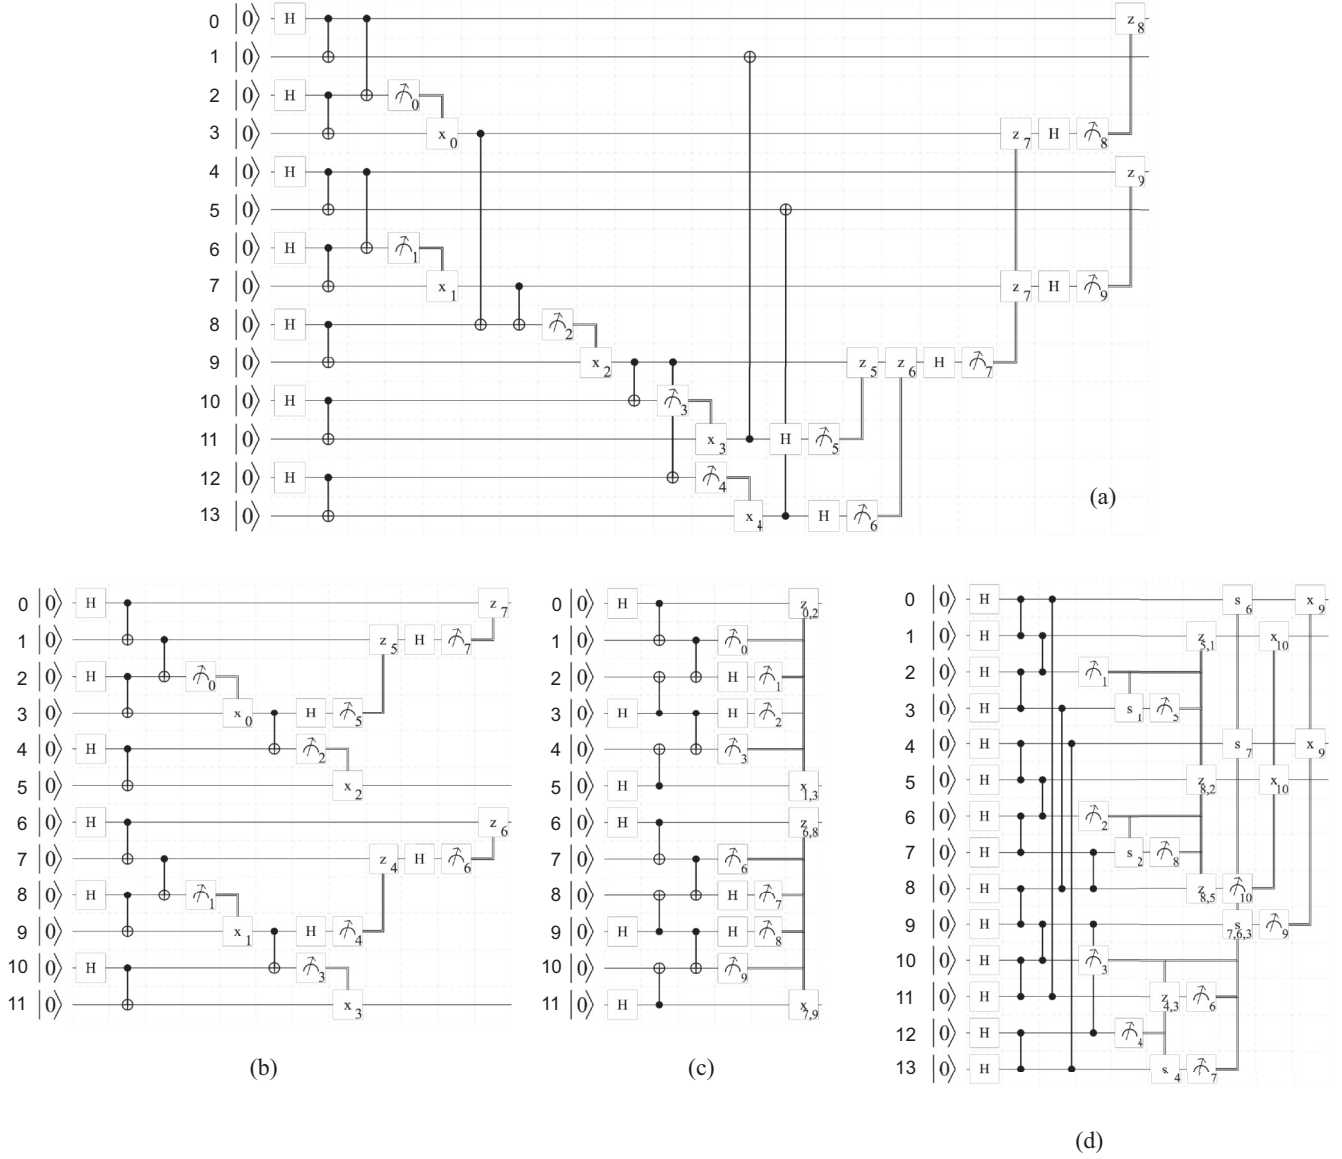 0 |0⟩ H z 8
1 |0⟩
2 |0⟩ H 0
3 |0⟩ x 0 z 7 H 8
4 |0⟩ H z 9
5 |0⟩
6 |0⟩ H 1
7 |0⟩ x 1 z 7 H 9
8 |0⟩ H 2
9 |0⟩ x 2 z 5 z 6 H 7
10 |0⟩ H 3
11 |0⟩ x 3 H 5
12 |0⟩ H 4
13 |0⟩ x 4 H 6
(a)
0 |0⟩ H z 7
1 |0⟩ z 5 H 7
2 |0⟩ H 0
3 |0⟩ x 0 H 5
4 |0⟩ H 2
5 |0⟩ x 2
6 |0⟩ H z 6
7 |0⟩ z 4 H 6
8 |0⟩ H 1
9 |0⟩ x 1 H 4
10 |0⟩ H 3
11 |0⟩ x 3
(b)
0 |0⟩ H z 0,2
1 |0⟩ 0
2 |0⟩ H 1
3 |0⟩ H H 2
4 |0⟩ 3
5 |0⟩ H x 1,3
6 |0⟩ H z 6,8
7 |0⟩ 6
8 |0⟩ H 7
9 |0⟩ H H 8
10 |0⟩ 9
11 |0⟩ H x 7,9
(c)
0 |0⟩ H s 6 x 9
1 |0⟩ H z 5,1 x 10
2 |0⟩ H 1
3 |0⟩ H s 1 5
4 |0⟩ H s 7 x 9
5 |0⟩ H z 8,2 x 10
6 |0⟩ H 2
7 |0⟩ H s 2 8
8 |0⟩ H z 8,5 10
9 |0⟩ H s 7,6,3 9
10 |0⟩ H 3
11 |0⟩ H z 4,3 6
12 |0⟩ H 4
13 |0⟩ H s 4 7
(d)